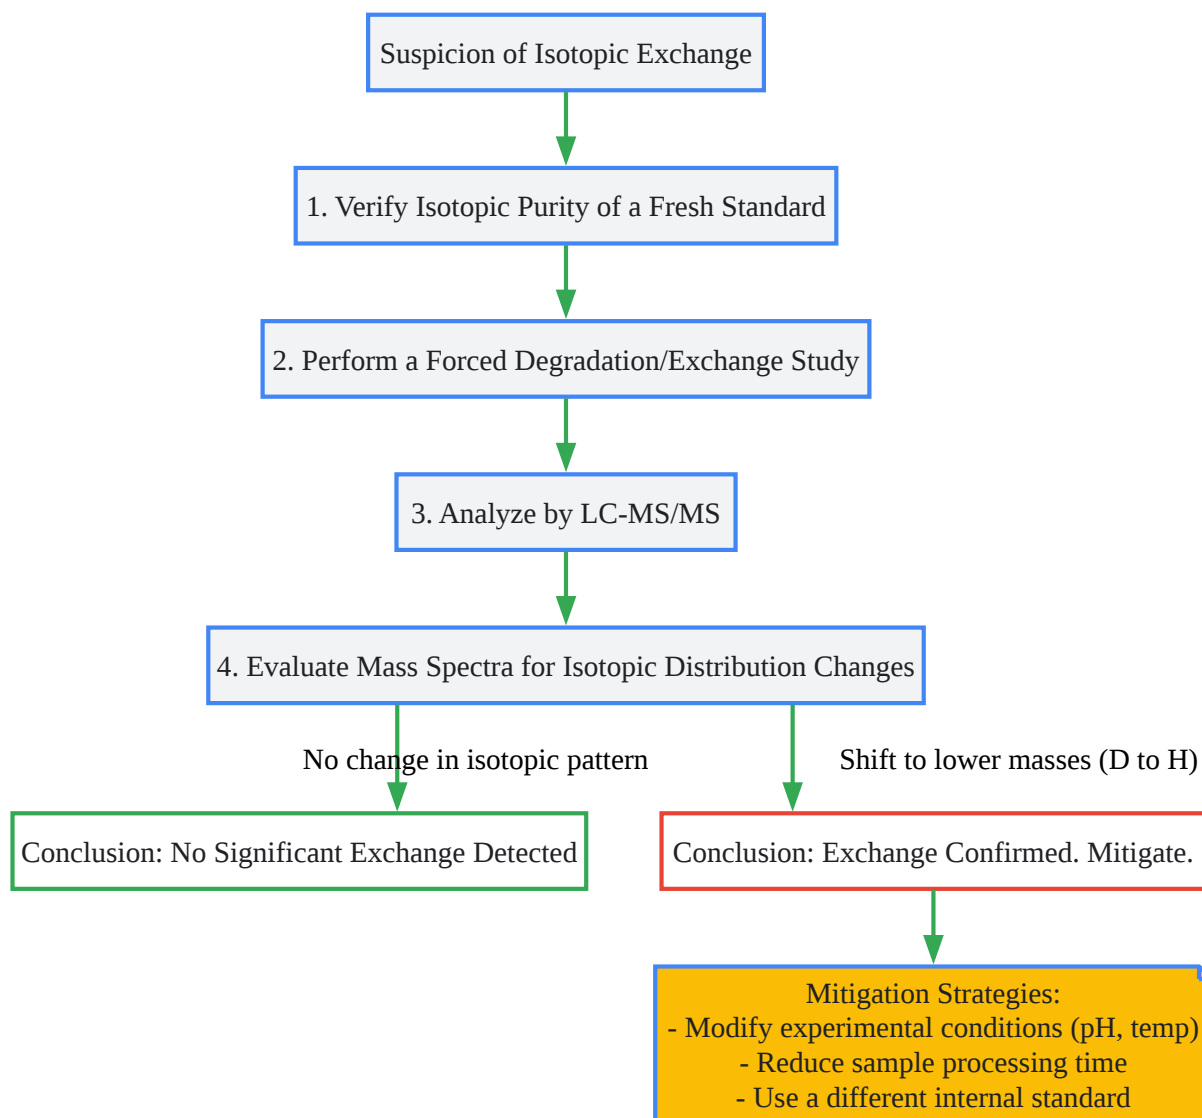 Suspicion of Isotopic Exchange
1. Verify Isotopic Purity of a Fresh Standard
2. Perform a Forced Degradation/Exchange Study
3. Analyze by LC-MS/MS
4. Evaluate Mass Spectra for Isotopic Distribution Changes
No change in isotopic pattern
Shift to lower masses (D to H)
Conclusion: No Significant Exchange Detected
Conclusion: Exchange Confirmed. Mitigate.
Mitigation Strategies:
- Modify experimental conditions (pH, temp)
- Reduce sample processing time
- Use a different internal standard